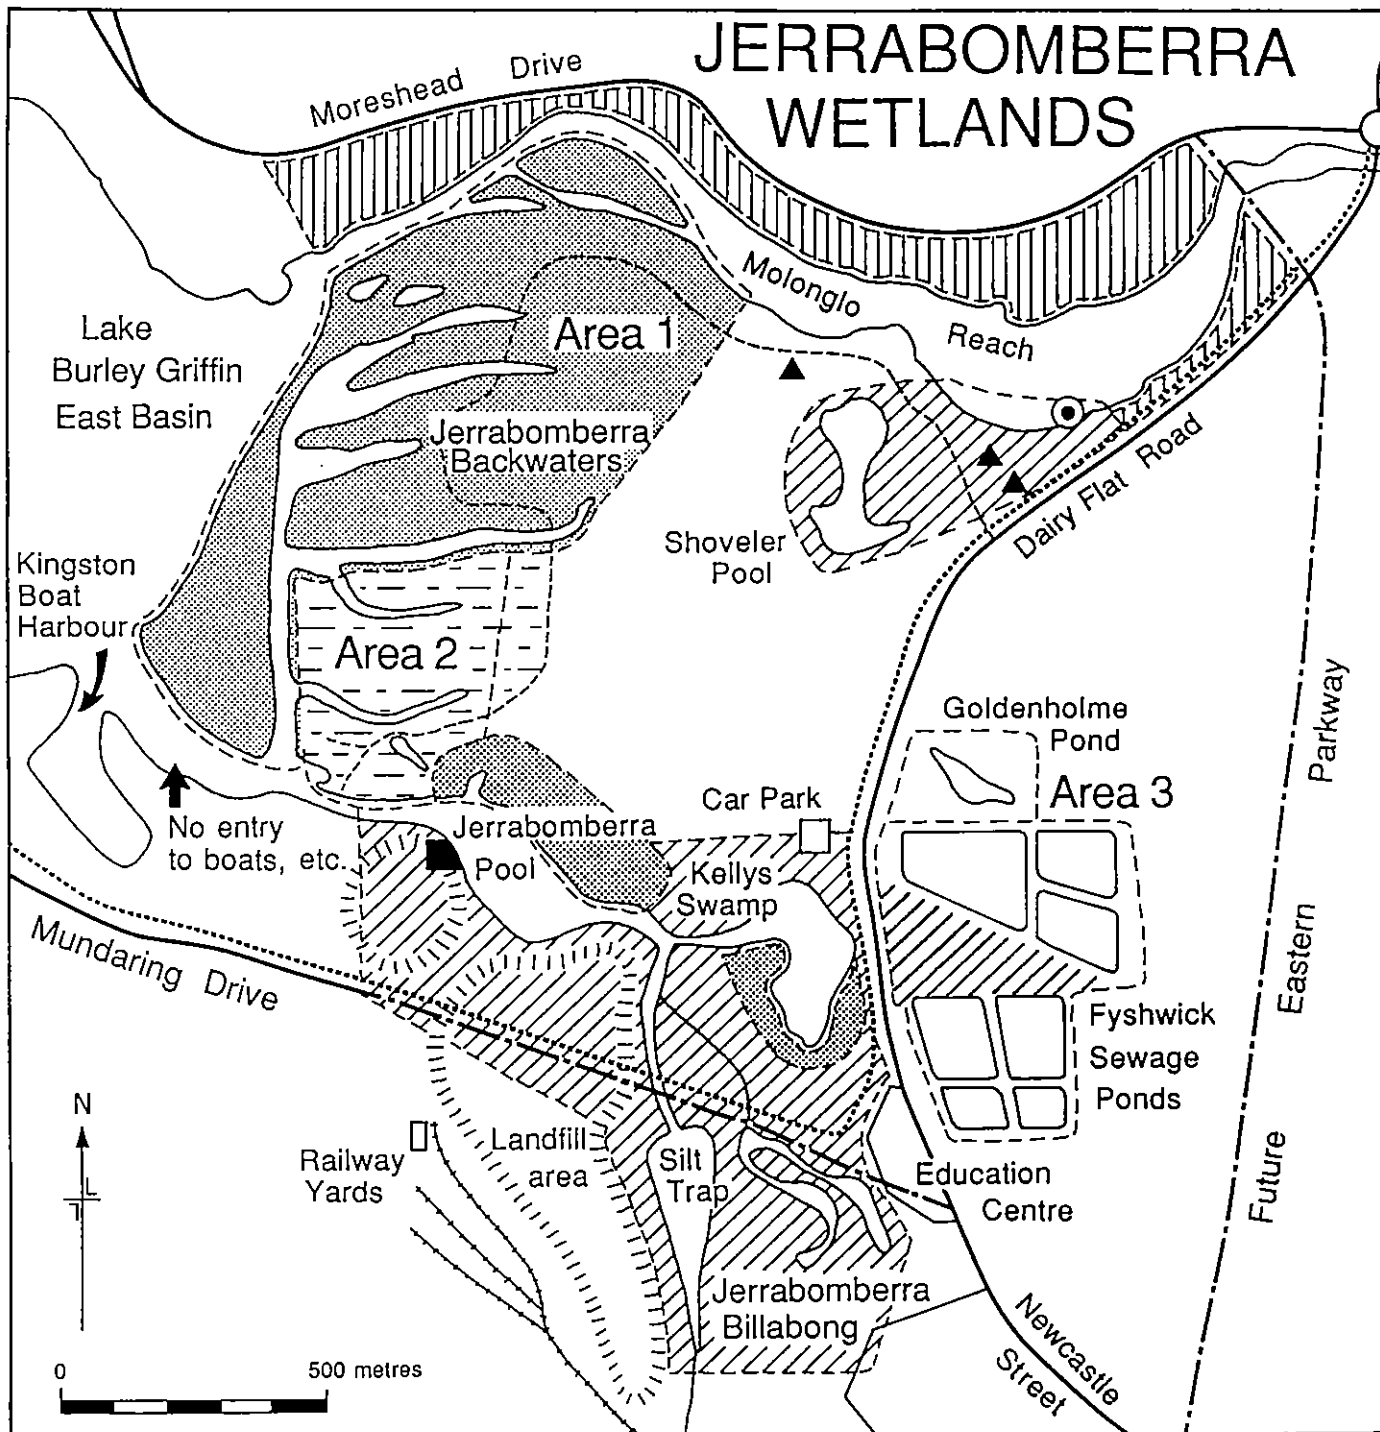 JERRABOMBERRA
WETLANDS
Moreshead Drive
Molonglo
Reach
Lake
Burley Griffin
East Basin
Area 1
Jerrabomberra
Backwaters
Shoveler
Pool
Dairy Flat Road
Kingston
Boat
Harbour
Area 2
Goldenholme
Pond
Area 3
Car Park
No entry
to boats, etc.
Jerrabomberra
Pool
Kellys
Swamp
Mundaring Drive
Fyshwick
Sewage
Ponds
Future Eastern Parkway
N
Railway
Yards
Landfill
area
Silt
Trap
Education
Centre
Jerrabomberra
Billabong
Newcastle
Street
0 500 metres